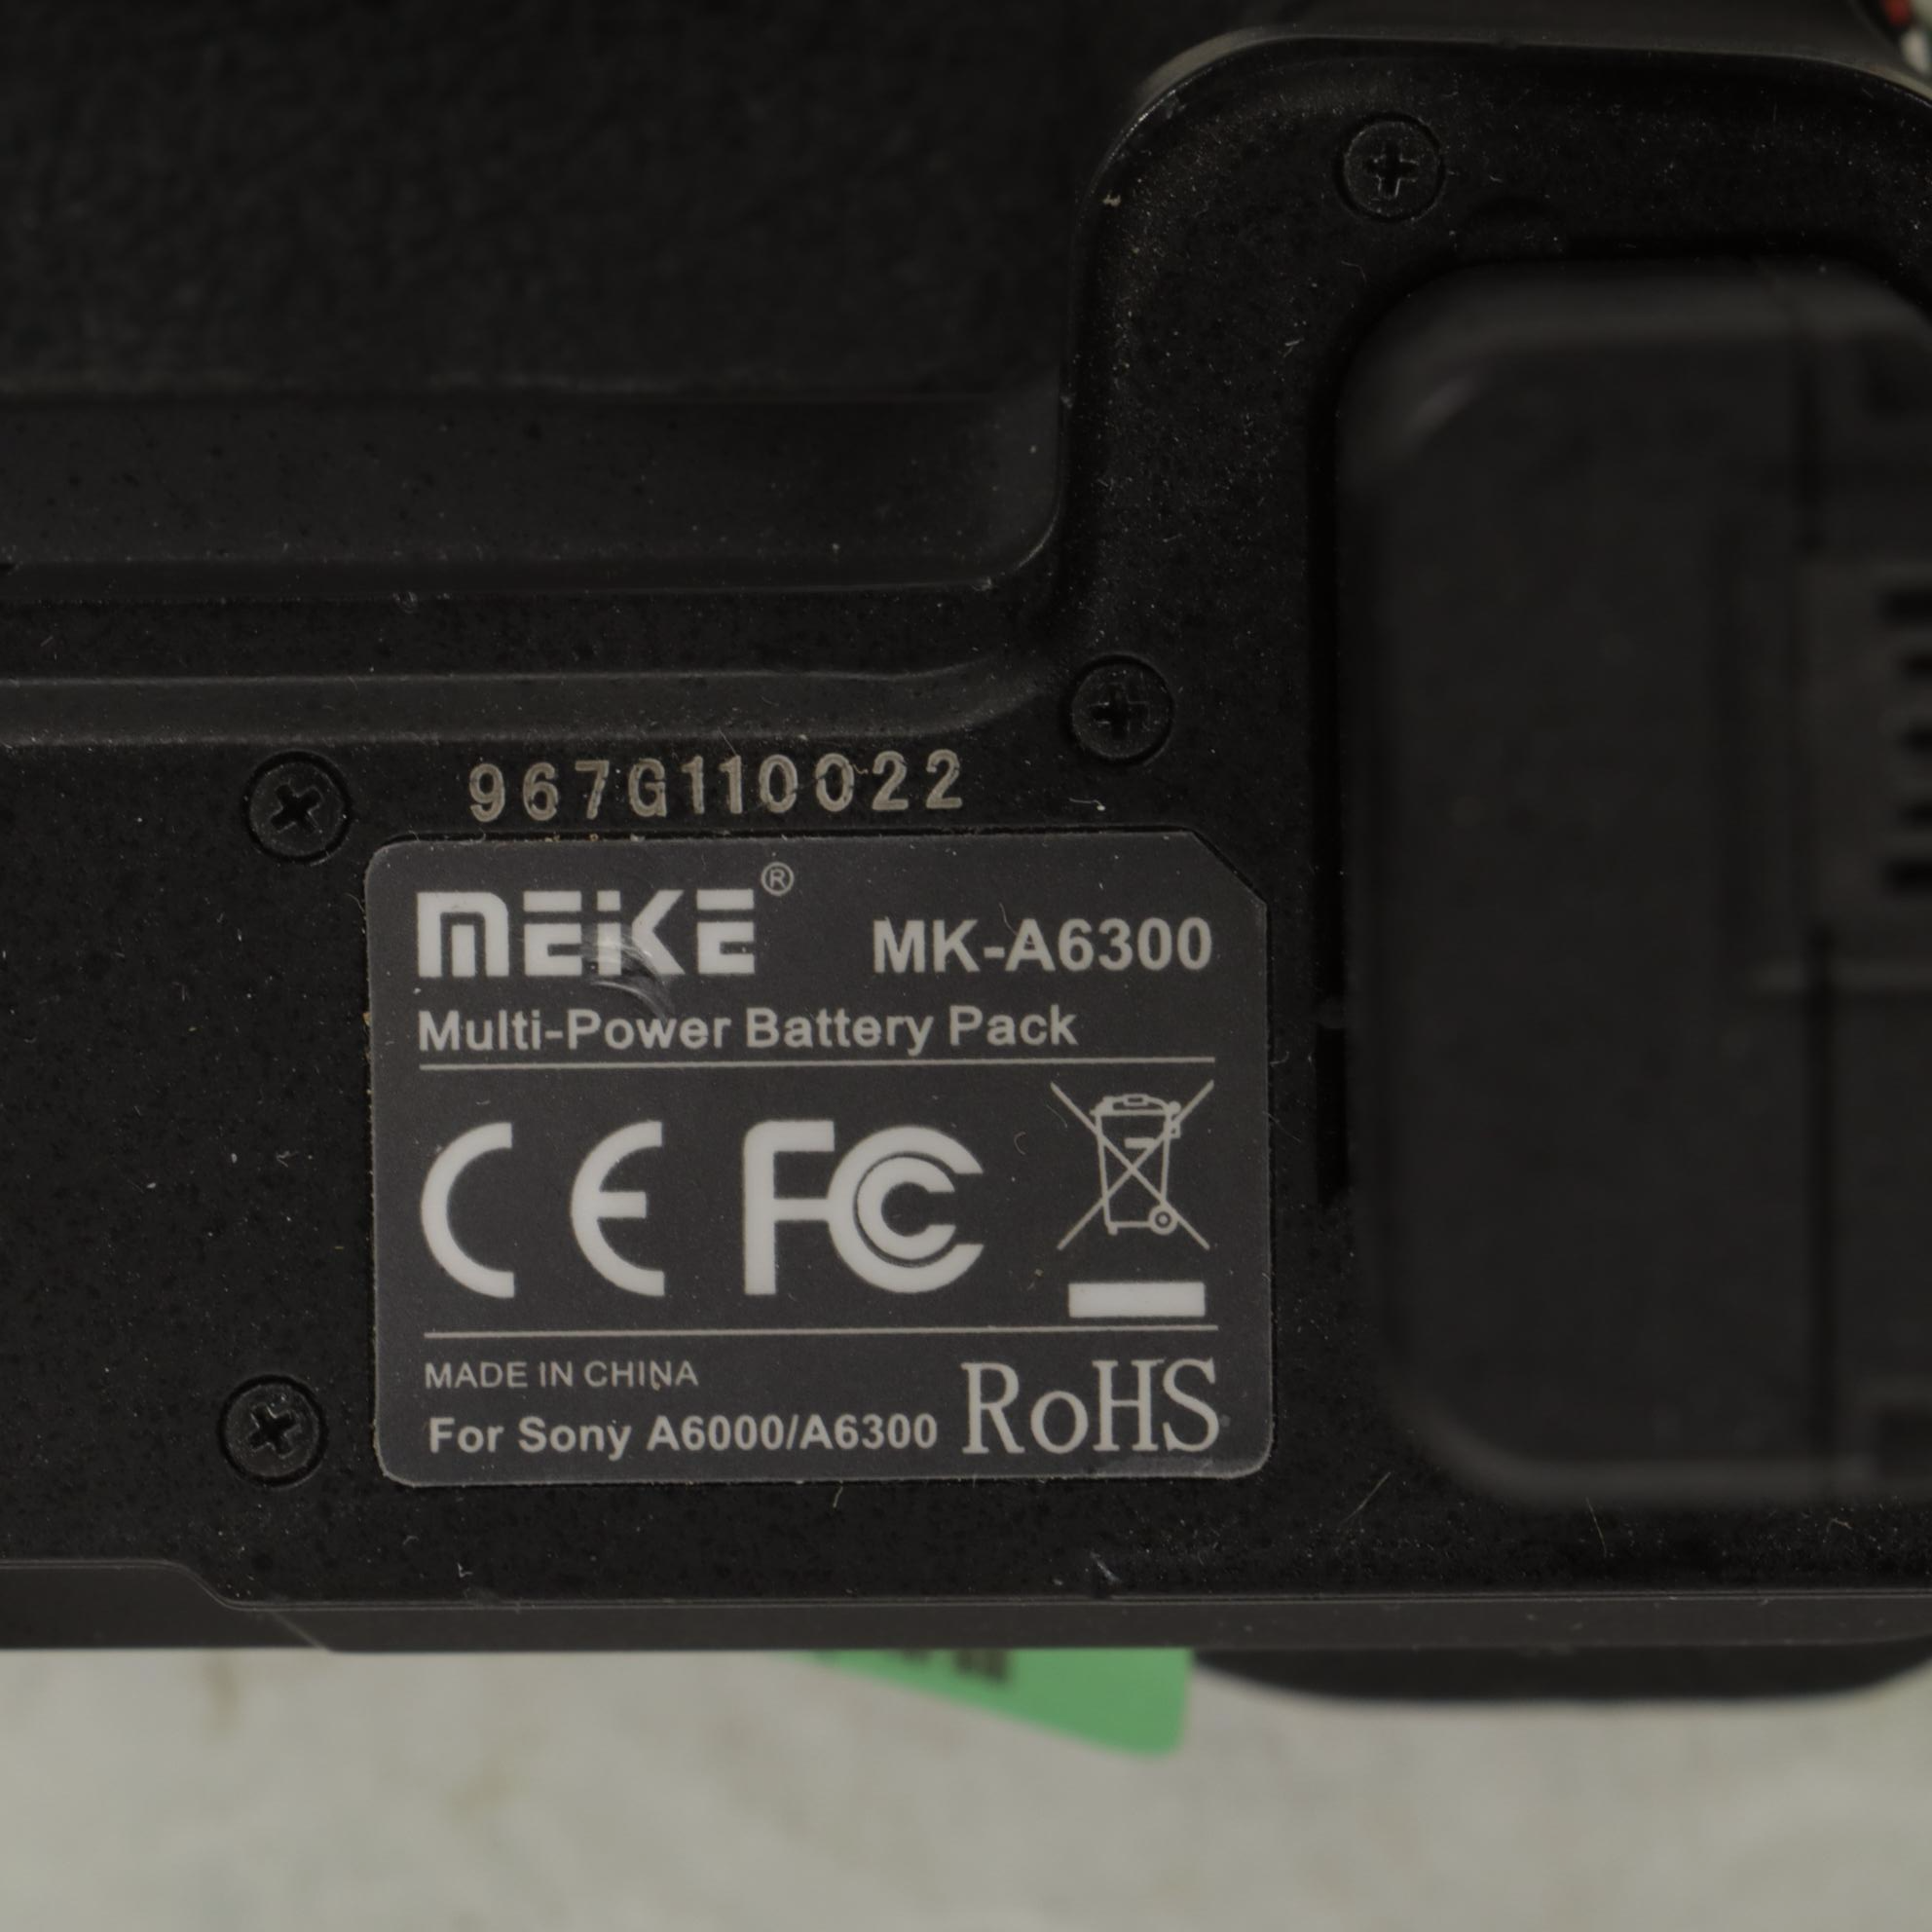 967G110022
MEIKE® MK-A6300
Multi-Power Battery Pack
CE FC
MADE IN CHINA
For Sony A6000/A6300 RoHS